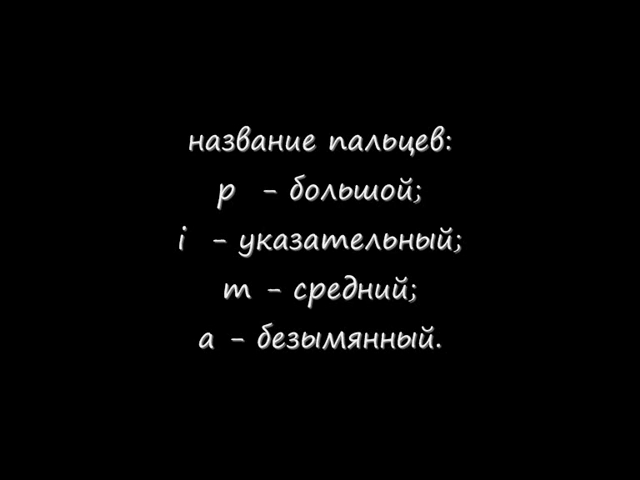 название пальцев:
p - большой;
i - указательный;
m - средний;
a - безымянный.